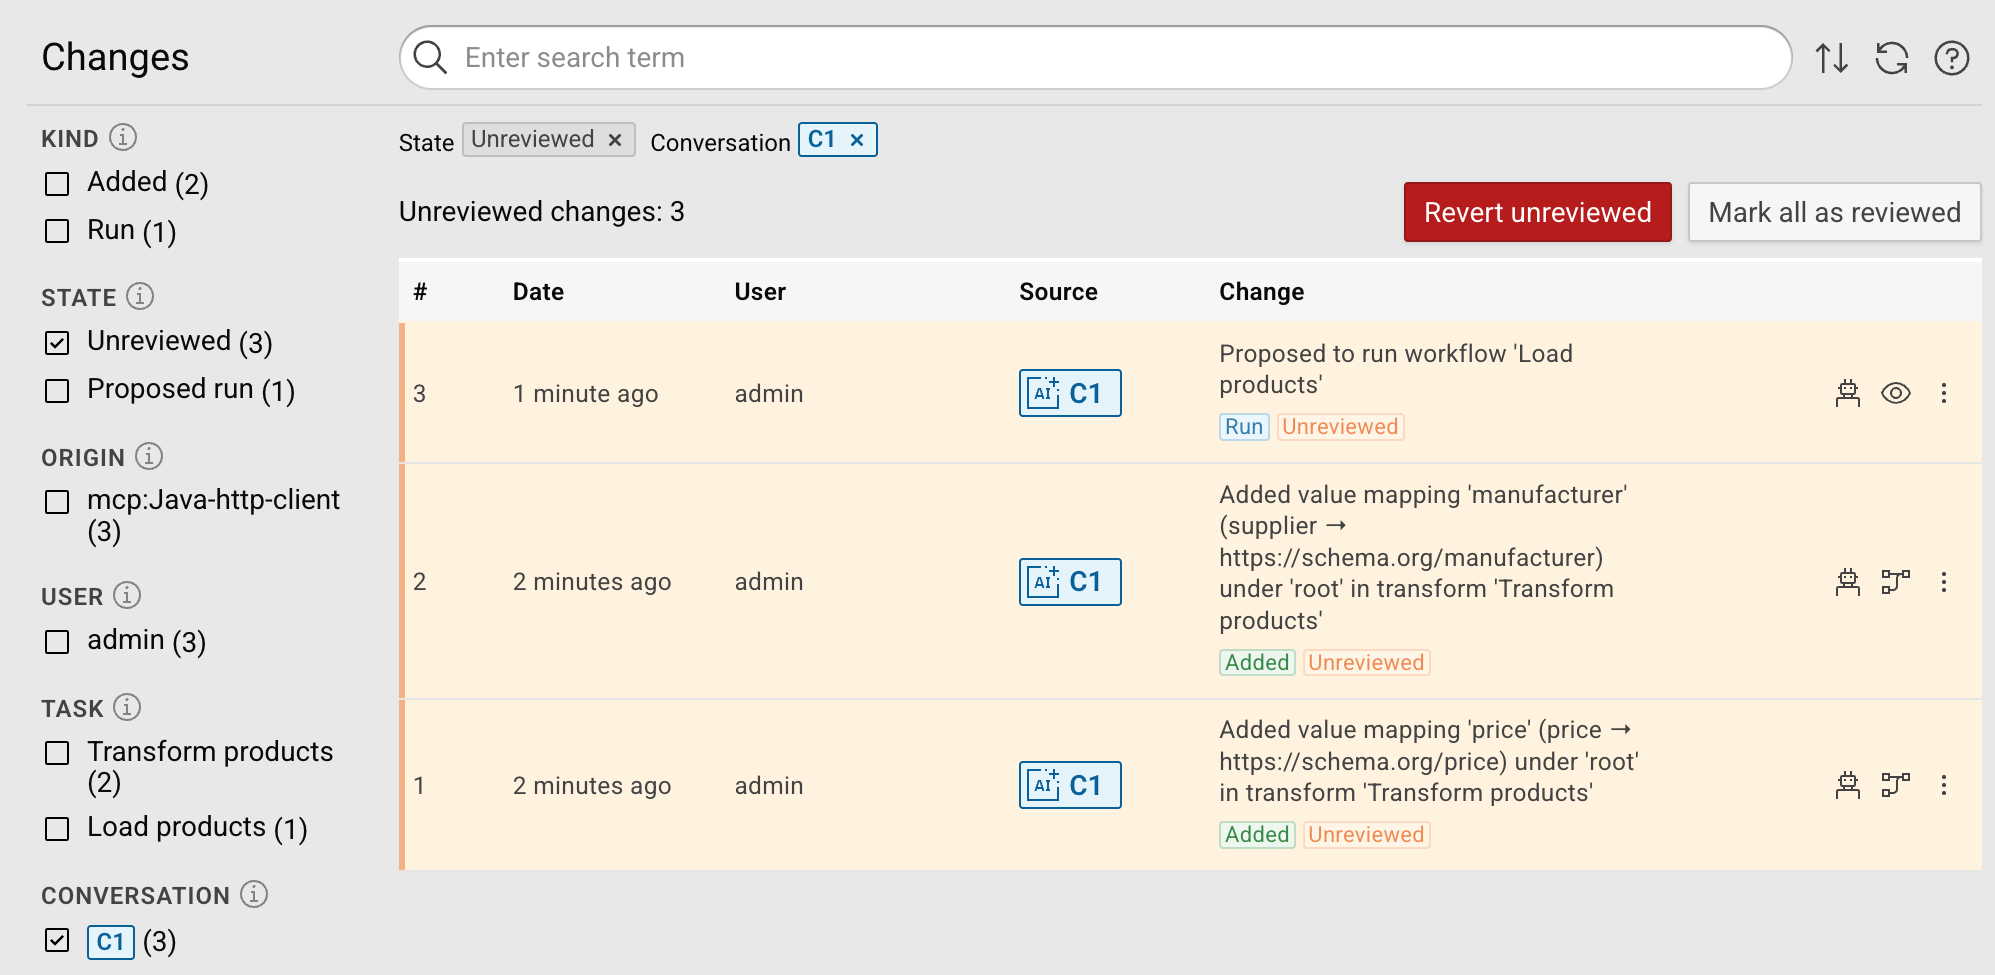 Changes
Enter search term
KIND
Added (2)
Run (1)
STATE
Unreviewed (3)
Proposed run (1)
ORIGIN
mcp:Java-http-client
(3)
USER
admin (3)
TASK
Transform products
(2)
Load products (1)
CONVERSATION
C1 (3)
State Unreviewed × Conversation C1 ×
Unreviewed changes: 3
Revert unreviewed
Mark all as reviewed
# Date User Source Change
3 1 minute ago admin AI C1
Proposed to run workflow 'Load
products'
Run Unreviewed
2 2 minutes ago admin AI C1
Added value mapping 'manufacturer'
(supplier →
https://schema.org/manufacturer)
under 'root' in transform 'Transform
products'
Added Unreviewed
1 2 minutes ago admin AI C1
Added value mapping 'price' (price →
https://schema.org/price) under 'root'
in transform 'Transform products'
Added Unreviewed